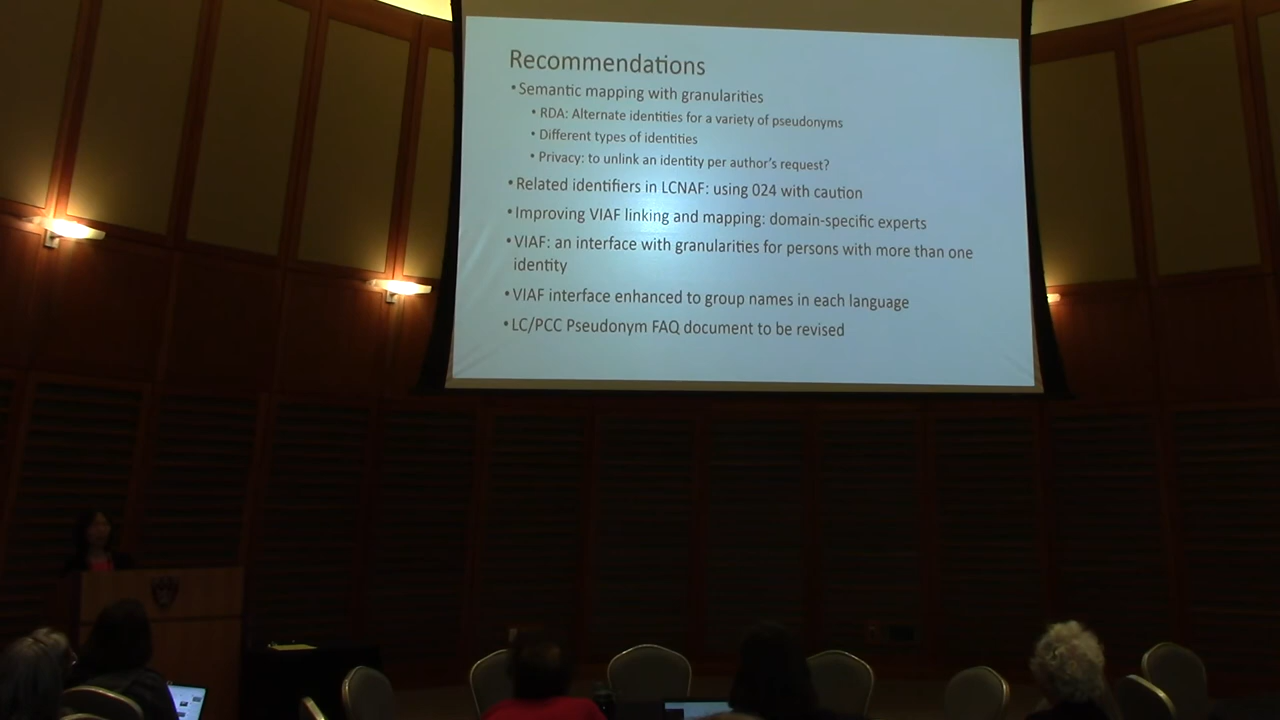 Recommendations
•Semantic mapping with granularities
• RDA: Alternate identities for a variety of pseudonyms
• Different types of identities
• Privacy: to unlink an identity per author's request?
•Related identifiers in LCNAF: using 024 with caution
•Improving VIAF linking and mapping: domain-specific experts
•VIAF: an interface with granularities for persons with more than one
identity
•VIAF interface enhanced to group names in each language
•LC/PCC Pseudonym FAQ document to be revised